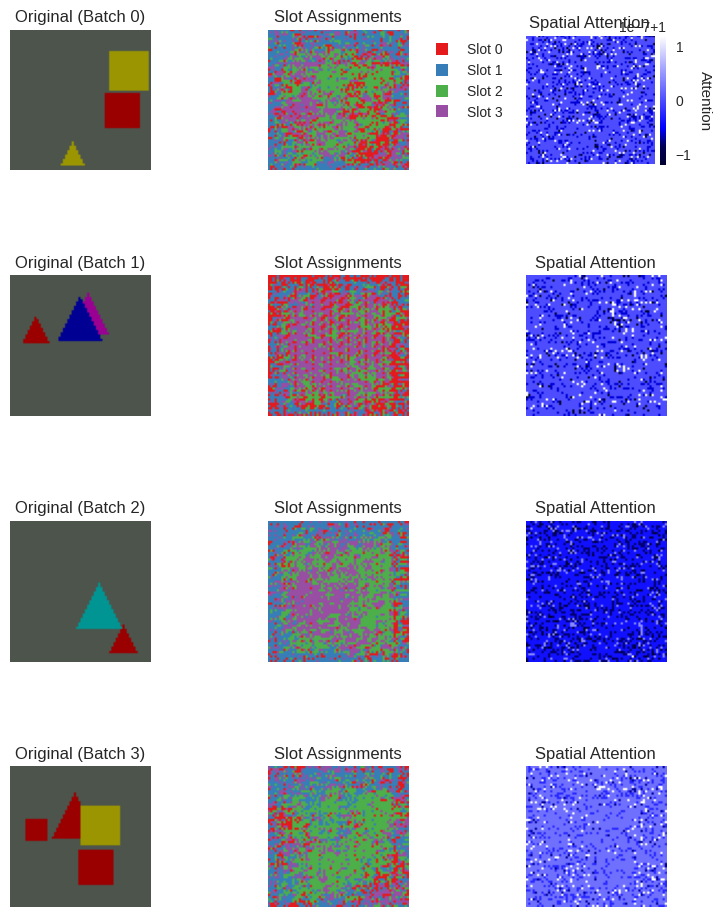 Original (Batch 0)
Slot Assignments
Slot 0
Slot 1
Slot 2
Slot 3
Spatial Attention
1e−7+1
1
0
−1
Attention
Original (Batch 1)
Slot Assignments
Spatial Attention
Original (Batch 2)
Slot Assignments
Spatial Attention
Original (Batch 3)
Slot Assignments
Spatial Attention